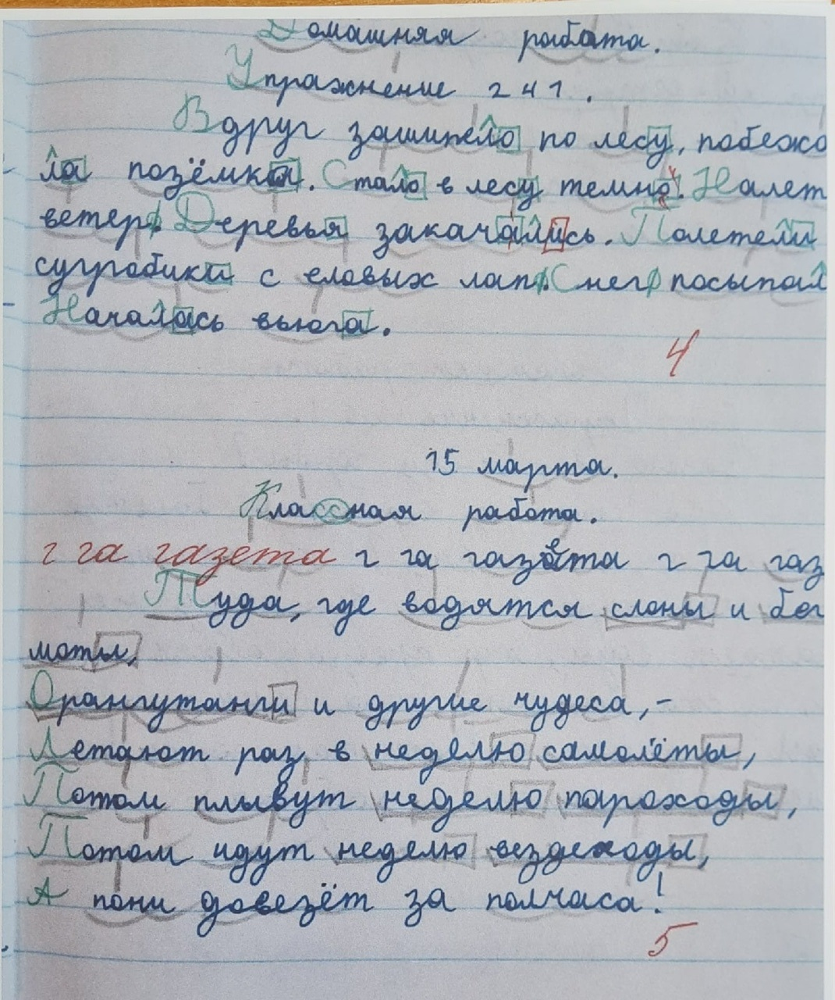 Домашняя работа.
Упражнение 241.
Вдруг зашипело по лесу, побежа
ла позёмка. Стало в лесу темно. Налет
ветер. Деревья закачались. Полетели
сугробики с еловых лап. Снег посыпал
Началась вьюга.
4
15 марта.
Классная работа.
г га газета г га газета г га газ
Туда, где водятся слоны и бег
моты,
Орангутанги и другие чудеса,-
Летают раз в неделю самолёты,
Потом плывут неделю пароходы,
Потом идут неделю вездеходы,
А пони довезёт за полчаса!
5